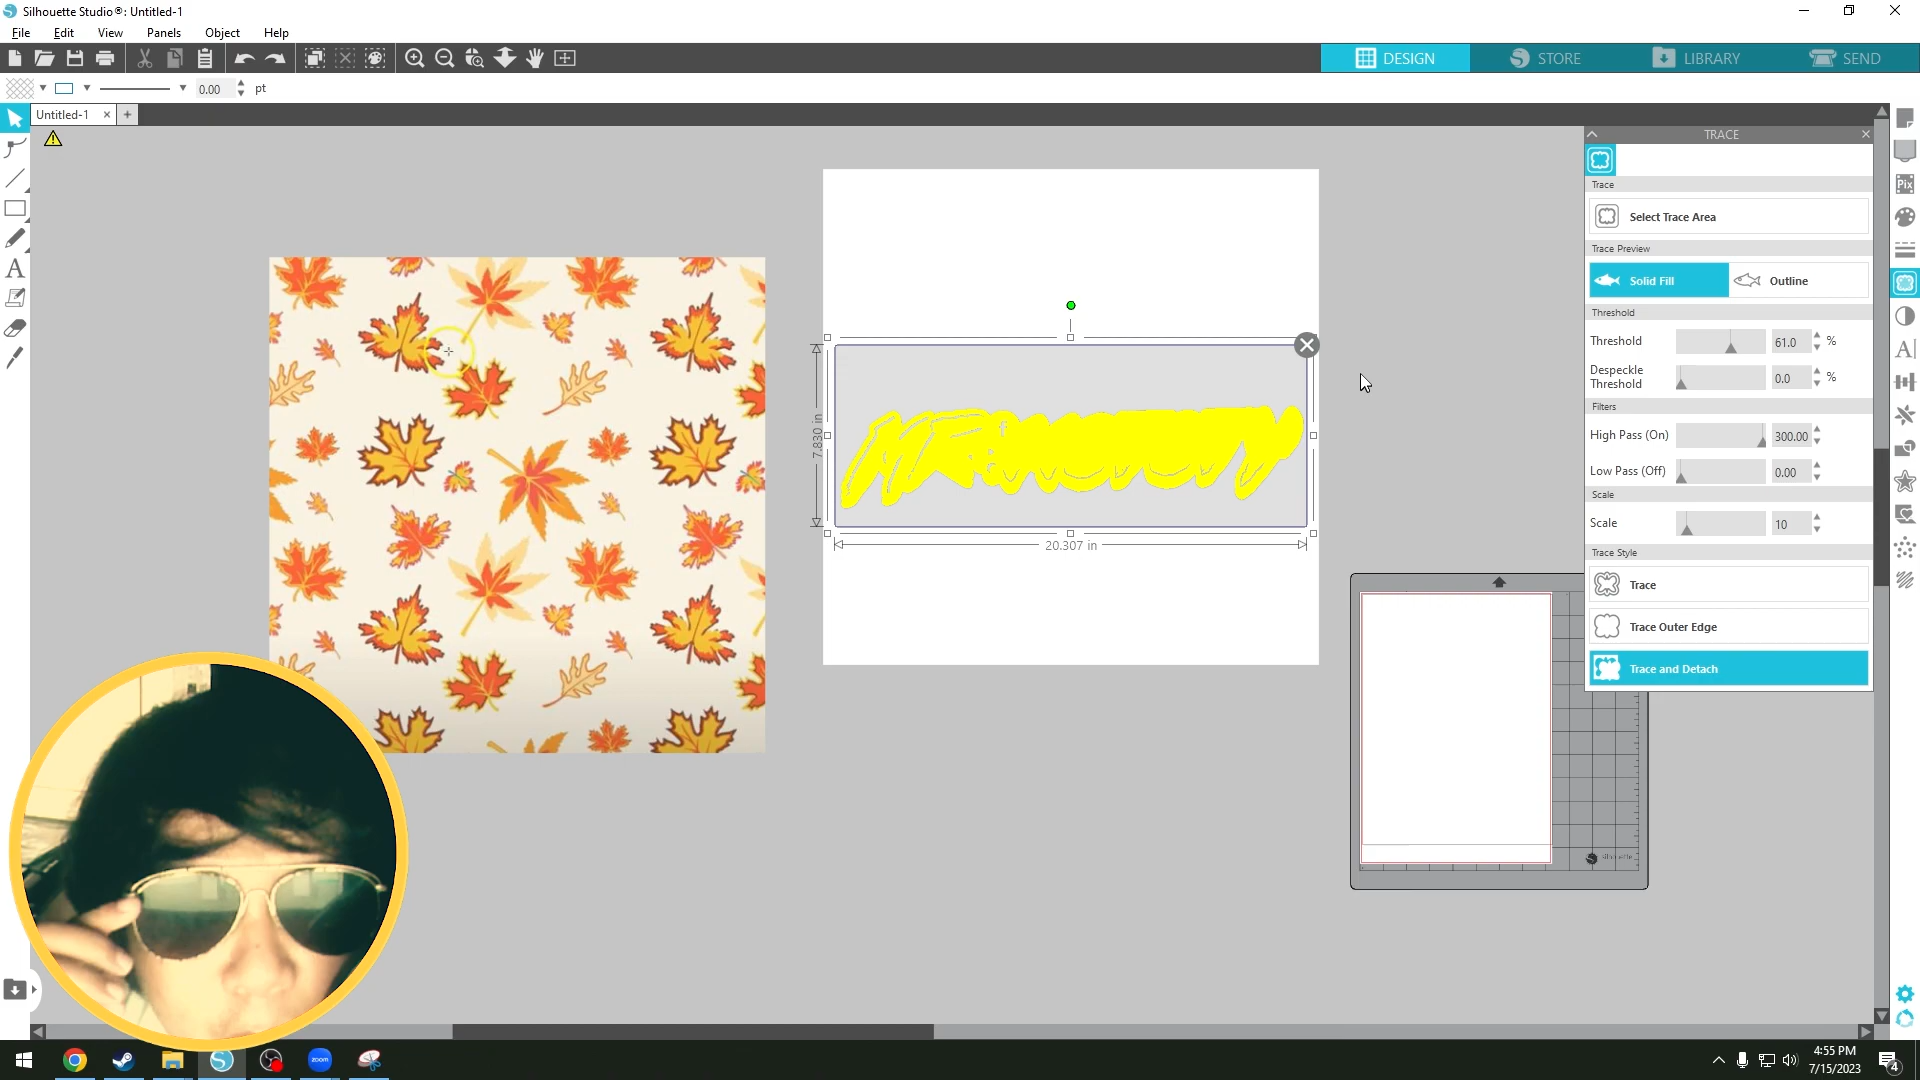 Silhouette Studio®: Untitled-1
File Edit View Panels Object Help
DESIGN STORE LIBRARY SEND
0.00 pt
Untitled-1
TRACE
Trace
Select Trace Area
Trace Preview
Solid Fill Outline
Threshold
Threshold 61.0 %
Despeckle Threshold 0.0 %
Filters
High Pass (On) 300.00
Low Pass (Off) 0.00
Scale
Scale 10
Trace Style
Trace
Trace Outer Edge
Trace and Detach
7.830 in
20.307 in
Pix
zoom
4:55 PM
7/15/2023
4